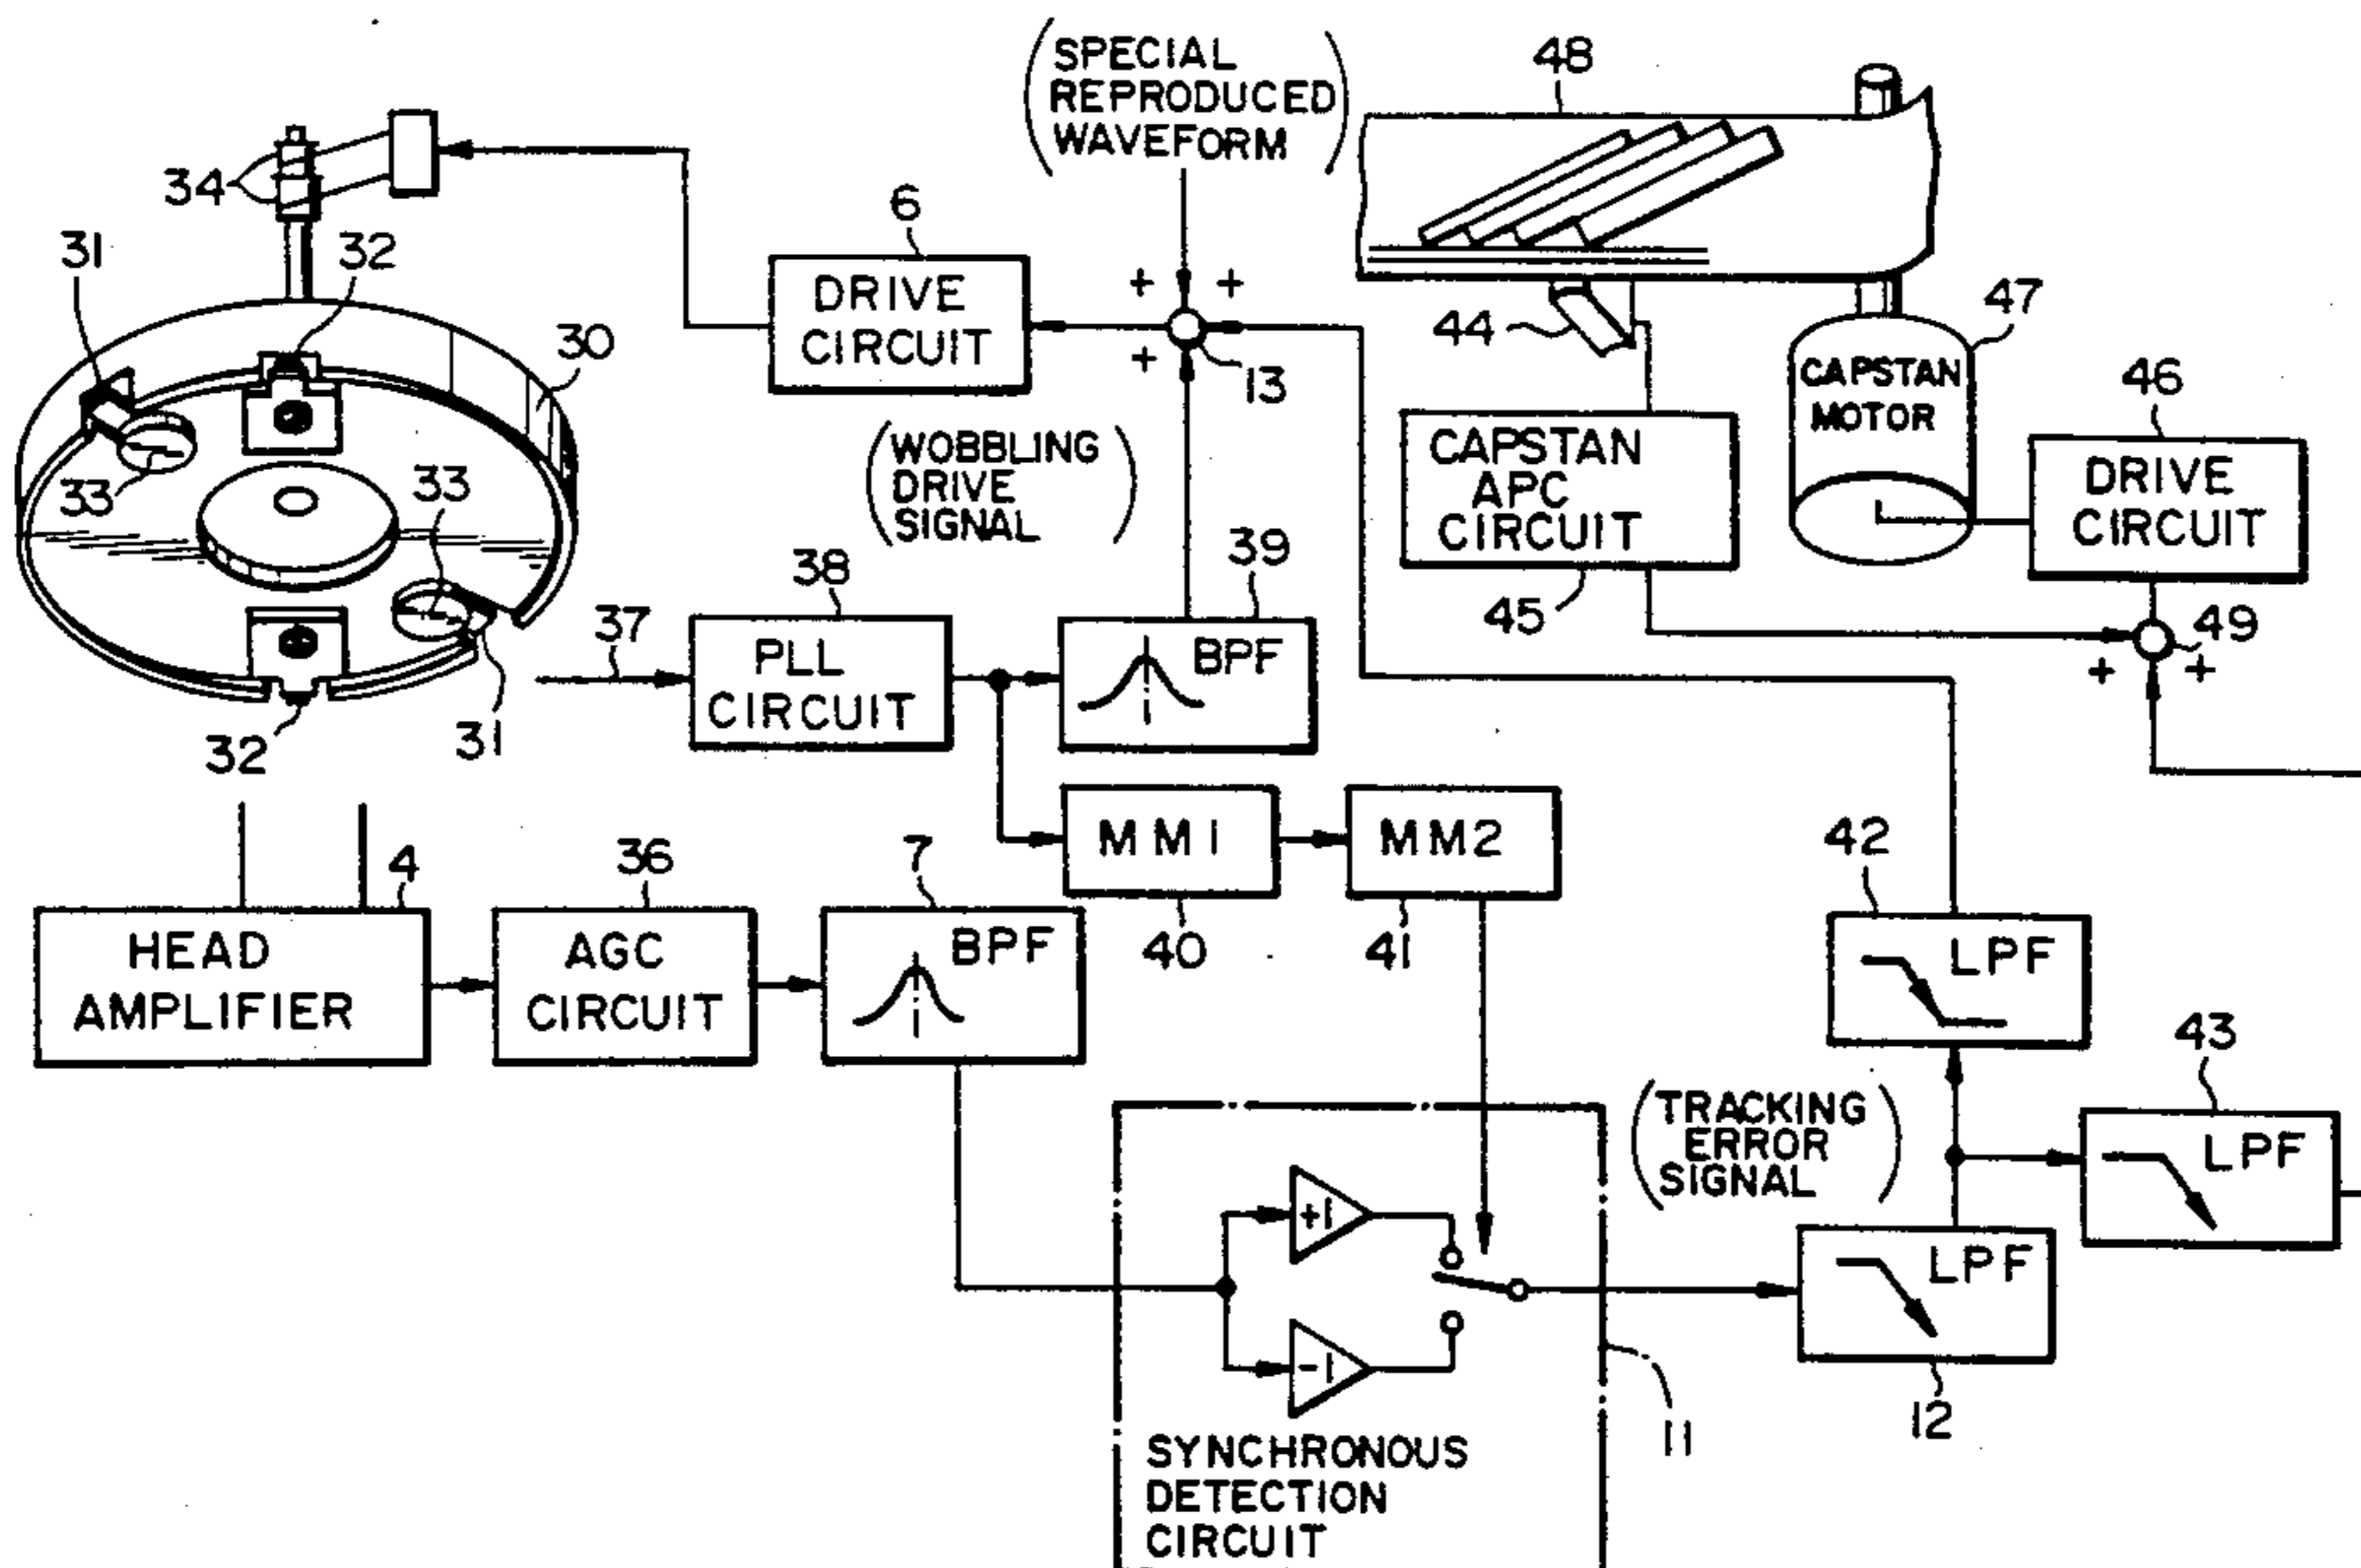 (SPECIAL
REPRODUCED
WAVEFORM)
48
34
6
31
32
DRIVE
CIRCUIT
+
+
+
13
44
47
30
CAPSTAN
MOTOR
46
DRIVE
CIRCUIT
(WOBBLING
DRIVE
SIGNAL)
CAPSTAN
APC
CIRCUIT
33
33
38
39
45
49
+
+
37
PLL
CIRCUIT
BPF
31
32
MM1
MM2
42
4
36
7
40
41
HEAD
AMPLIFIER
AGC
CIRCUIT
BPF
LPF
43
(TRACKING
ERROR
SIGNAL)
LPF
+1
-1
LPF
12
11
SYNCHRONOUS
DETECTION
CIRCUIT